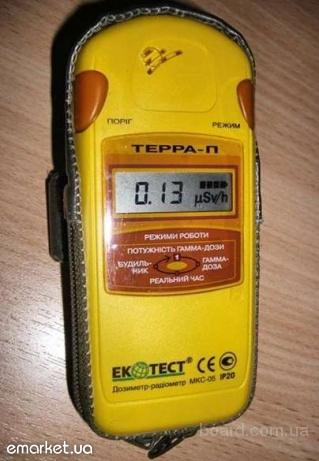 ПОРІГ
РЕЖИМ
ТЕРРА-П
0.13 µSv/h
РЕЖИМИ РОБОТИ
ПОТУЖНІСТЬ ГАММА-ДОЗИ
БУДИЛЬ-
НИК
1
ГАММА-
ДОЗА
РЕАЛЬНИЙ ЧАС
ЕКОТЕСТ CE
Дозиметр-радіометр МКС-05 IP20
board.com.ua
emarket.ua